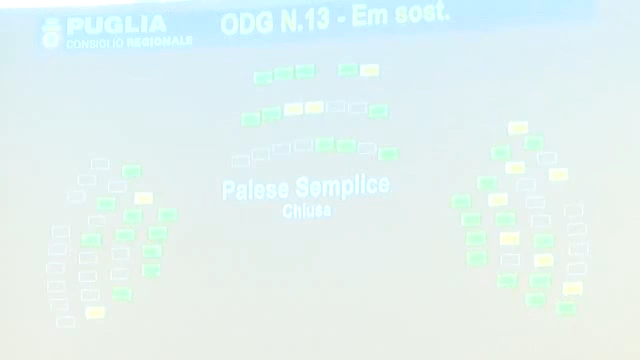 PUGLIA
CONSIGLIO REGIONALE
ODG N.13 - Em sost.
Palese Semplice
Chiusa